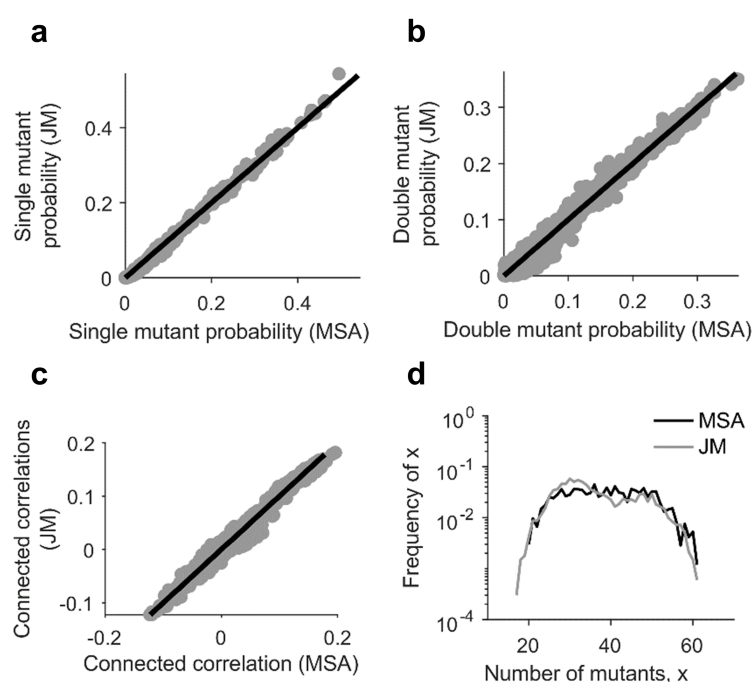 a
Single mutant
probability (JM)
0.4
0.2
0
0
0.2
0.4
Single mutant probability (MSA)
b
Double mutant
probability (JM)
0.3
0.2
0.1
0
0
0.1
0.2
0.3
Double mutant probability (MSA)
c
Connected correlations
(JM)
0.2
0.1
0
-0.1
-0.2
0
0.2
Connected correlation (MSA)
d
Frequency of x
10^0
10^-1
10^-2
10^-4
MSA
JM
20
40
60
Number of mutants, x